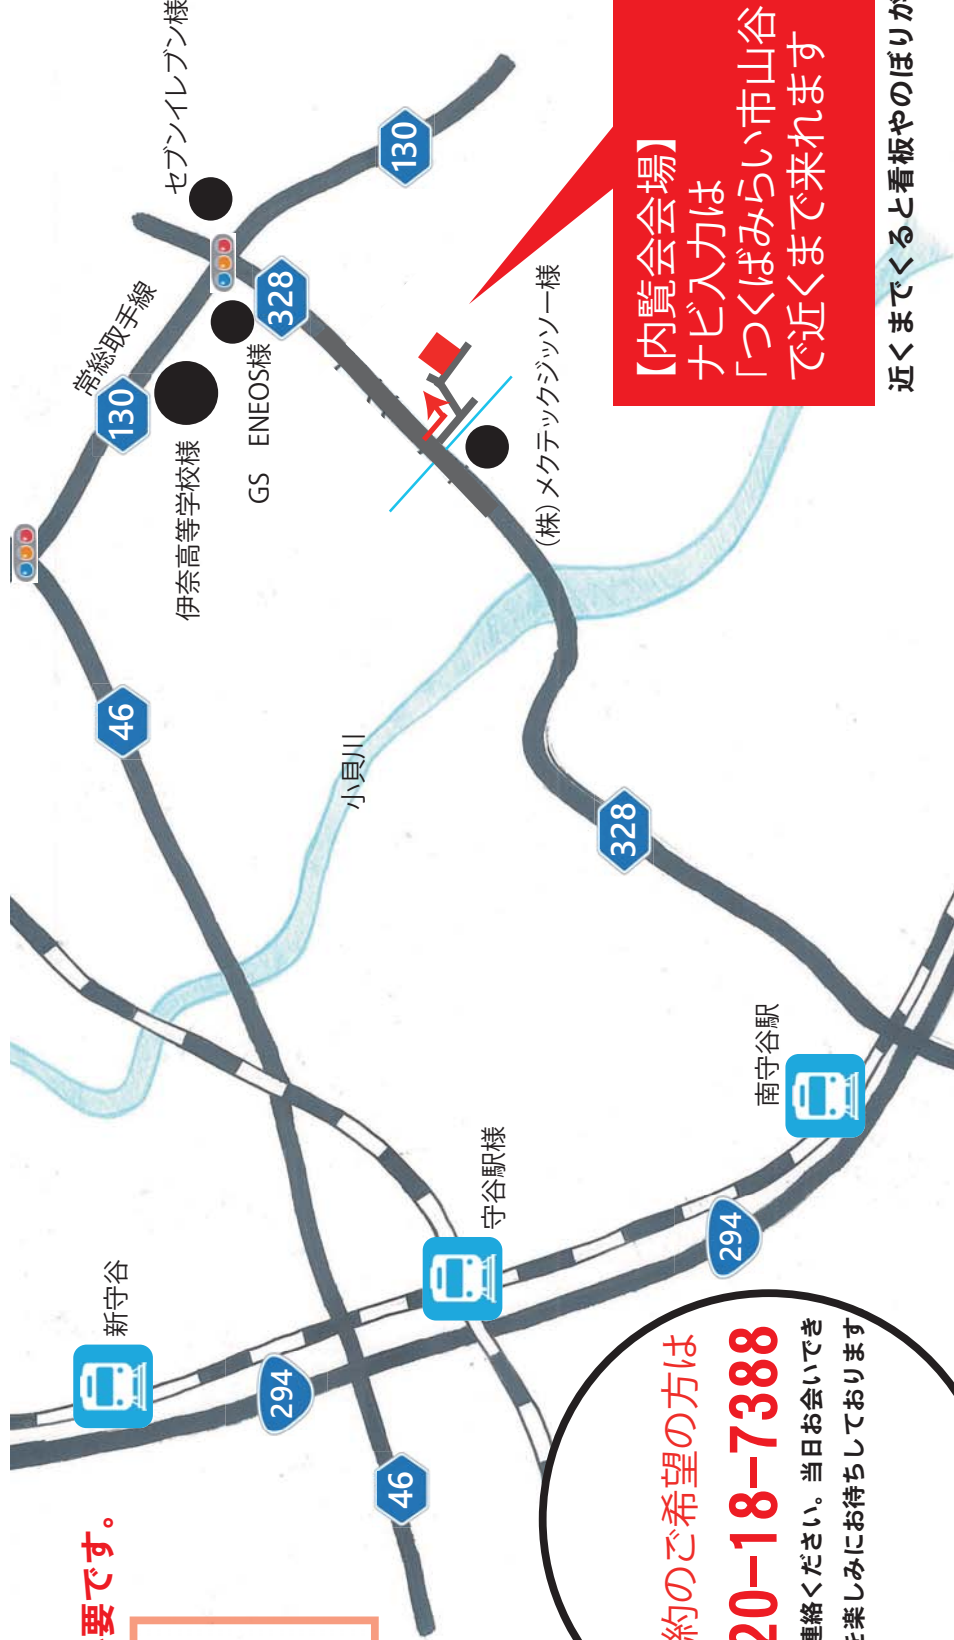 要です。
新守谷
294
46
守谷駅様
294
南守谷駅
46
小貝川
328
130
常総取手線
伊奈高等学校様
GS ENEOS様
328
セブンイレブン様
130
(株)メクテックジッソー様
【内覧会会場】
ナビ入力は
「つくばみらい市山谷
で近くまで来れます
近くまでくると看板やのぼりが
約のご希望の方は
20-18-7388
連絡ください。当日お会いでき
を楽しみにお待ちしております